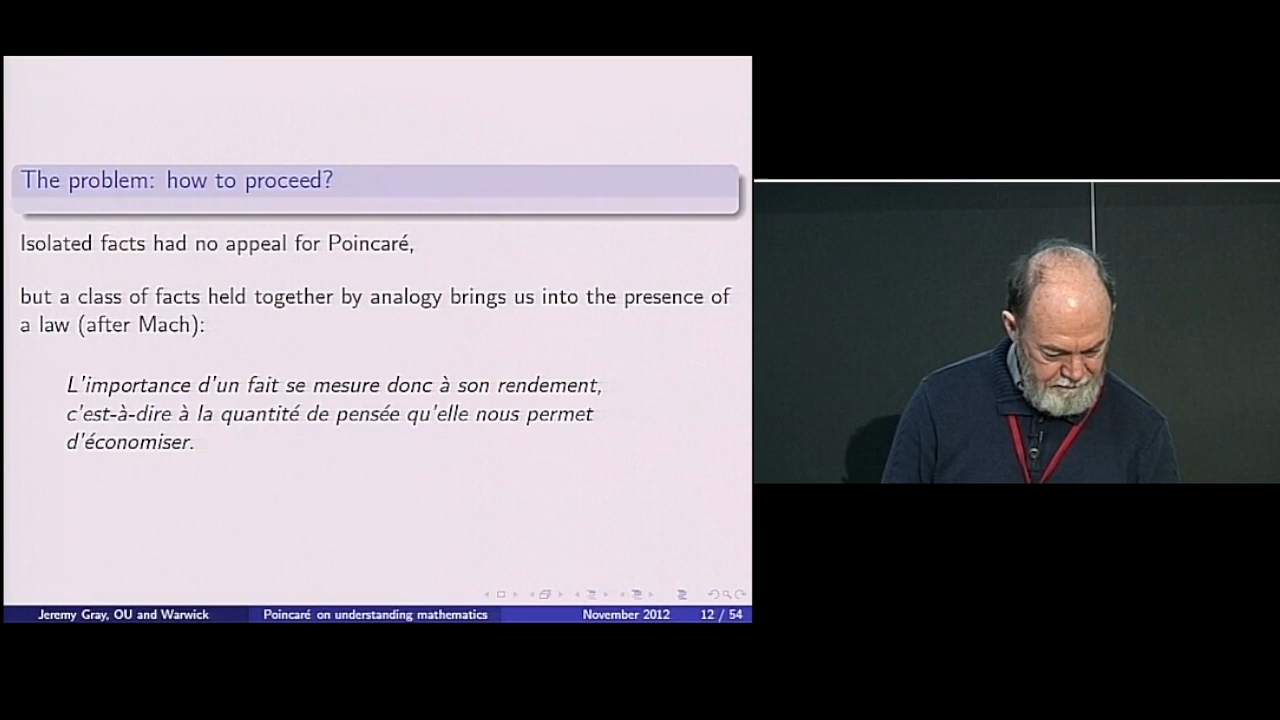 The problem: how to proceed?
Isolated facts had no appeal for Poincaré,
but a class of facts held together by analogy brings us into the presence of
a law (after Mach):
L'importance d'un fait se mesure donc à son rendement,
c'est-à-dire à la quantité de pensée qu'elle nous permet
d'économiser.
Jeremy Gray, OU and Warwick Poincaré on understanding mathematics November 2012 12 / 54